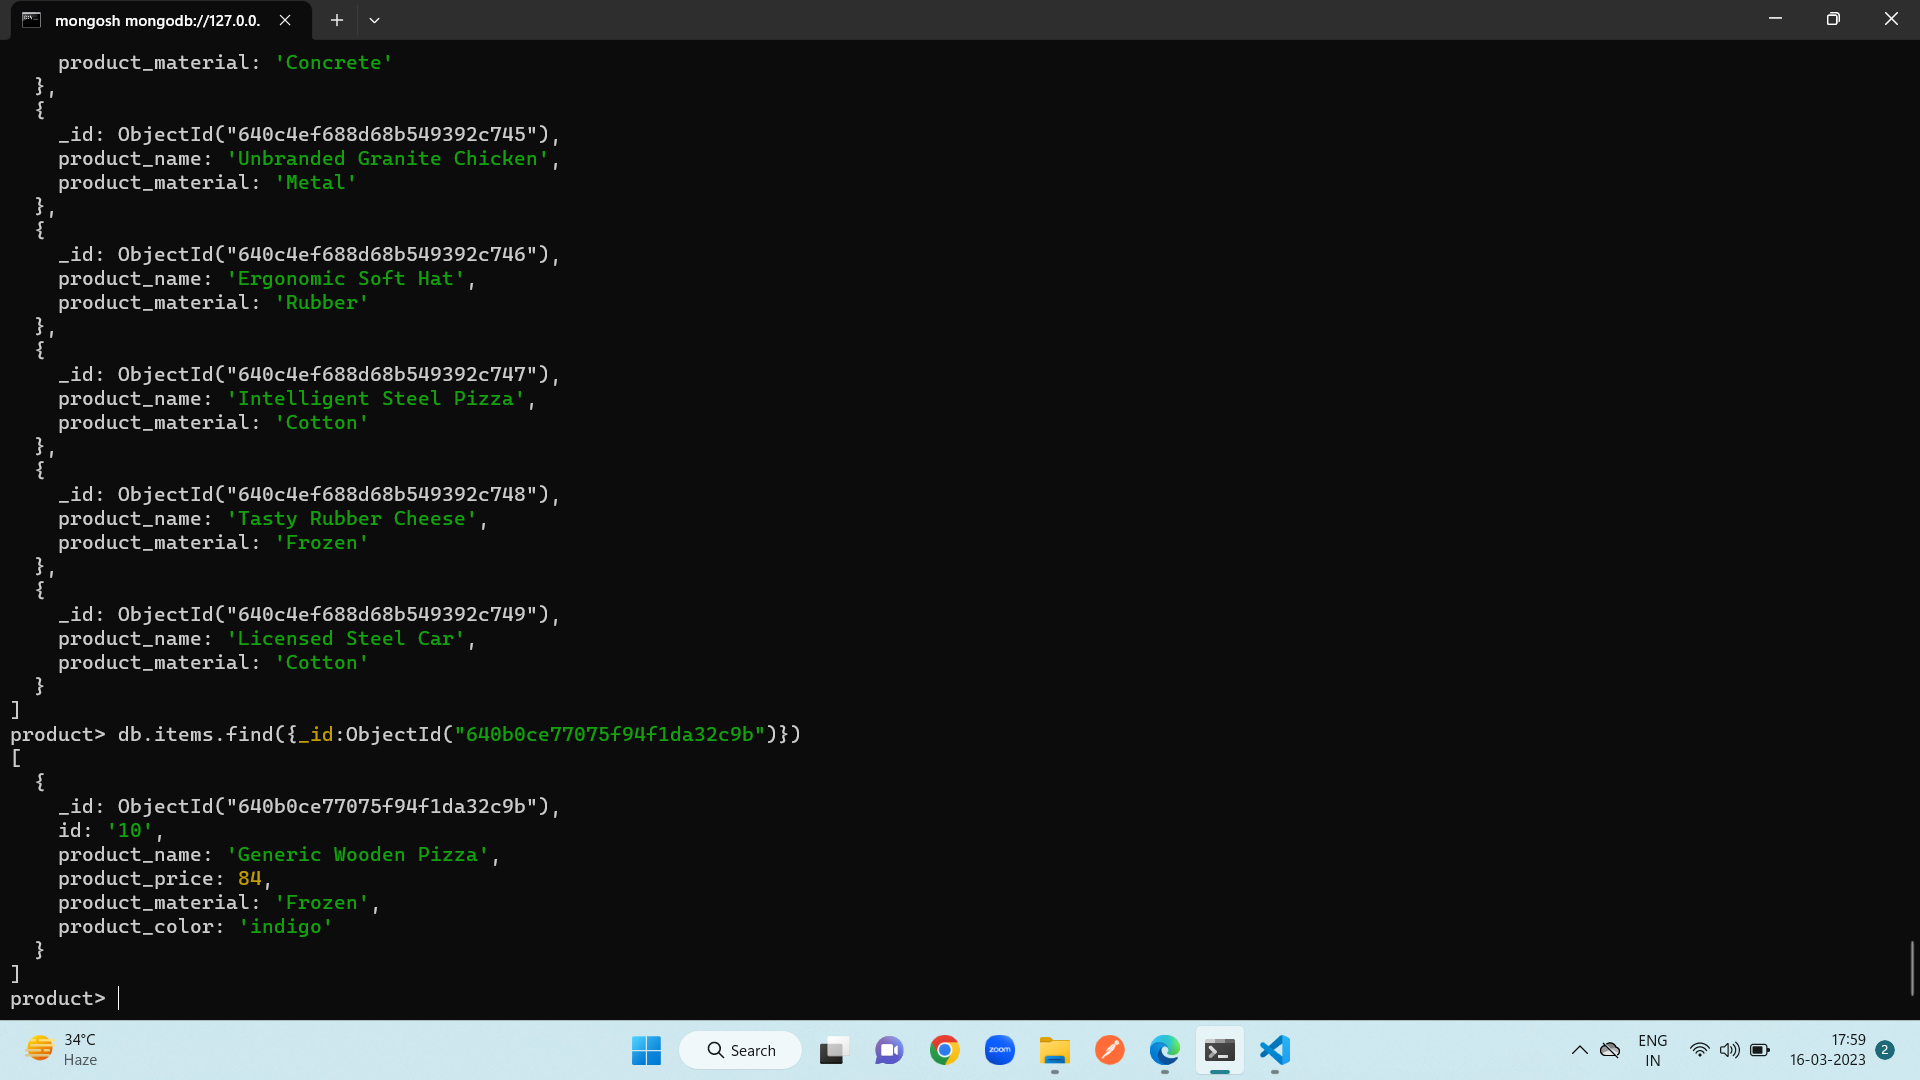 mongosh mongodb://127.0.0.
product_material: 'Concrete'
},
{
_id: ObjectId("640c4ef688d68b549392c745"),
product_name: 'Unbranded Granite Chicken',
product_material: 'Metal'
},
{
_id: ObjectId("640c4ef688d68b549392c746"),
product_name: 'Ergonomic Soft Hat',
product_material: 'Rubber'
},
{
_id: ObjectId("640c4ef688d68b549392c747"),
product_name: 'Intelligent Steel Pizza',
product_material: 'Cotton'
},
{
_id: ObjectId("640c4ef688d68b549392c748"),
product_name: 'Tasty Rubber Cheese',
product_material: 'Frozen'
},
{
_id: ObjectId("640c4ef688d68b549392c749"),
product_name: 'Licensed Steel Car',
product_material: 'Cotton'
}
]
product> db.items.find({_id:ObjectId("640b0ce77075f94f1da32c9b")})
[
{
_id: ObjectId("640b0ce77075f94f1da32c9b"),
id: '10',
product_name: 'Generic Wooden Pizza',
product_price: 84,
product_material: 'Frozen',
product_color: 'indigo'
}
]
product>
34°C
Haze
Search
zoom
ENG
IN
17:59
16-03-2023
2